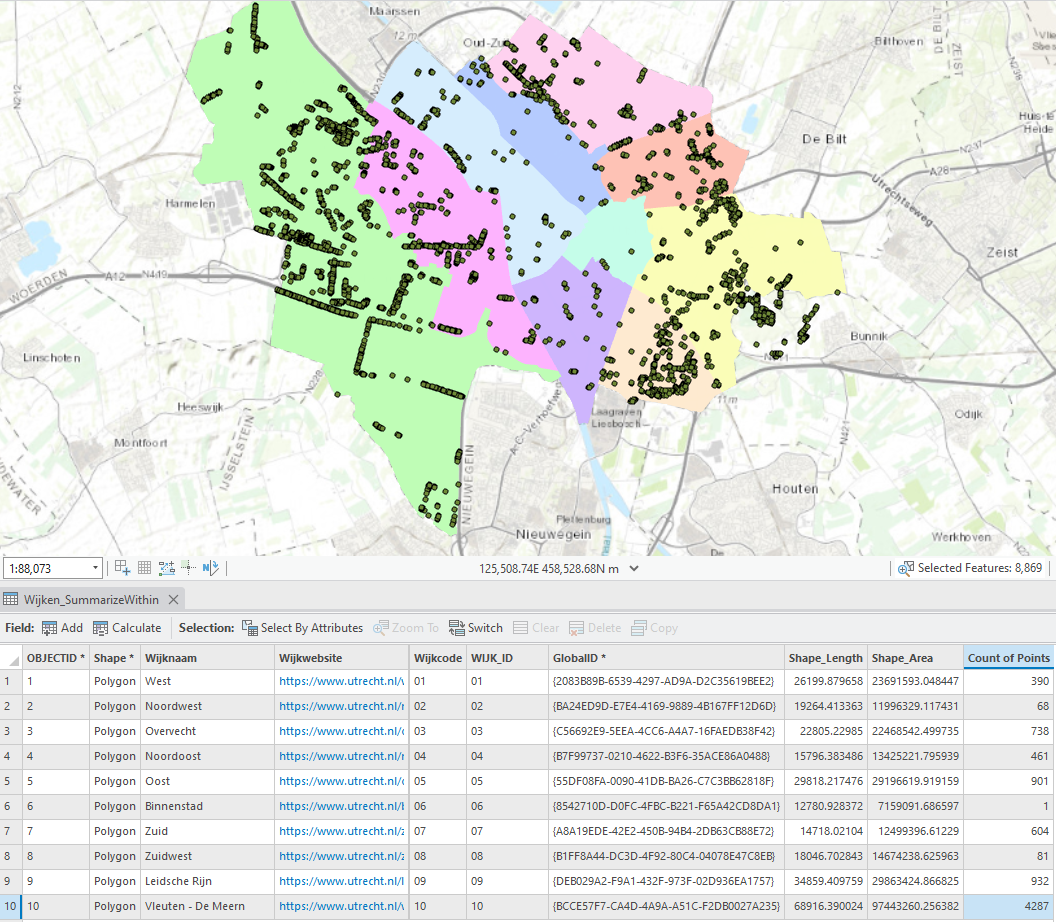 Maarssen
12 m
N230
Oud-Zu
Bilthoven
DE BILT
ZEIST
N238
N212
De Bilt
Huis-te
Heide
N237
A28
Utrechtseweg
Harmelen
Zeist
WOERDEN
A12
N419
Bunnik
Linschoten
N228
11 m
Laagraven
Liesbosch
Heeswijk
A.C. Verhoefweg
Odijk
Montfoort
IJSSELSTEIN
NIEUWEGEIN
N421
Houten
Plettenburg
Nieuwegein
Werkhoven
De
1:88,073
125,508.74E 458,528.68N m
Selected Features: 8,869
Wijken_SummarizeWithin
Field: Add Calculate Selection: Select By Attributes Zoom To Switch Clear Delete Copy
OBJECTID * Shape * Wijknaam Wijkwebsite Wijkcode WIJK_ID GlobalID * Shape_Length Shape_Area Count of Points
1 1 Polygon West https://www.utrecht.nl/v 01 01 {2083B89B-6539-4297-AD9A-D2C35619BEE2} 26199.879658 23691593.048447 390
2 2 Polygon Noordwest https://www.utrecht.nl/r 02 02 {BA24ED9D-E7E4-4169-9889-4B167FF12D6D} 19264.413363 11996329.117431 68
3 3 Polygon Overvecht https://www.utrecht.nl/c 03 03 {C56692E9-5EEA-4CC6-A4A7-16FAEDB38F42} 22805.22985 22468542.499735 738
4 4 Polygon Noordoost https://www.utrecht.nl/r 04 04 {B7F99737-0210-4622-B3F6-35ACE86A0488} 15796.383486 13425221.795939 461
5 5 Polygon Oost https://www.utrecht.nl/c 05 05 {55DF08FA-0090-41DB-BA26-C7C3BB62818F} 29818.217476 29196619.919159 901
6 6 Polygon Binnenstad https://www.utrecht.nl/l 06 06 {8542710D-D0FC-4FBC-B221-F65A42CD8DA1} 12780.928372 7159091.686597 1
7 7 Polygon Zuid https://www.utrecht.nl/z 07 07 {A8A19EDE-42E2-450B-94B4-2DB63CB88E72} 14718.02104 12499396.61229 604
8 8 Polygon Zuidwest https://www.utrecht.nl/z 08 08 {B1FF8A44-DC3D-4F92-80C4-04078E47C8EB} 18046.702843 14674238.625963 81
9 9 Polygon Leidsche Rijn https://www.utrecht.nl/l 09 09 {DEB029A2-F9A1-432F-973F-02D936EA1757} 34859.409759 29863424.866825 932
10 10 Polygon Vleuten - De Meern https://www.utrecht.nl/v 10 10 {BCCE57F7-CA4D-4A9A-A51C-F2DB0027A235} 68916.390024 97443260.256382 4287